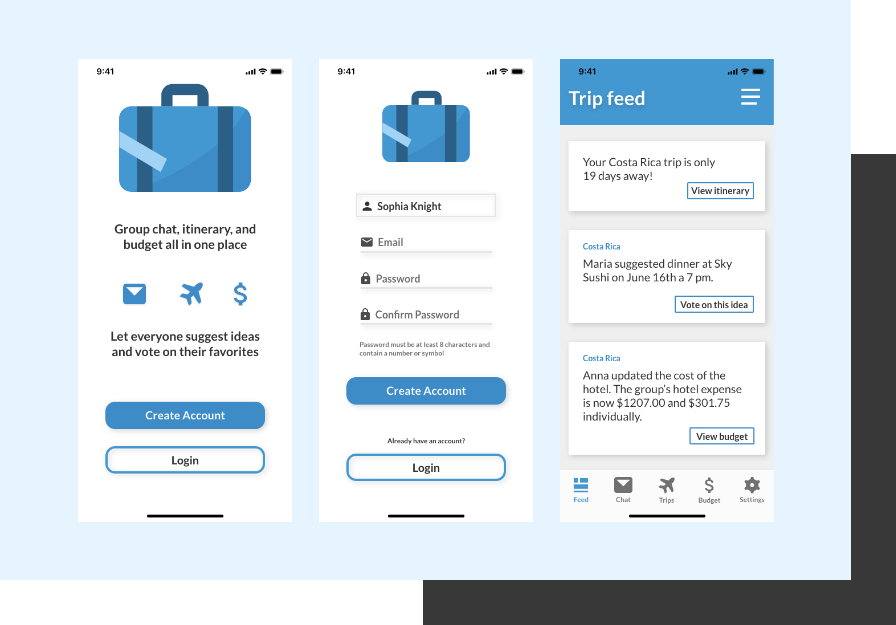 9:41
Group chat, itinerary, and
budget all in one place
Let everyone suggest ideas
and vote on their favorites
Create Account
Login
9:41
Sophia Knight
Email
Password
Confirm Password
Password must be at least 8 characters and
contain a number or symbol
Create Account
Already have an account?
Login
9:41
Trip feed
Your Costa Rica trip is only
19 days away!
View itinerary
Costa Rica
Maria suggested dinner at Sky
Sushi on June 16th a 7 pm.
Vote on this idea
Costa Rica
Anna updated the cost of the
hotel. The group's hotel expense
is now $1207.00 and $301.75
individually.
View budget
Feed
Chat
Trips
Budget
Settings